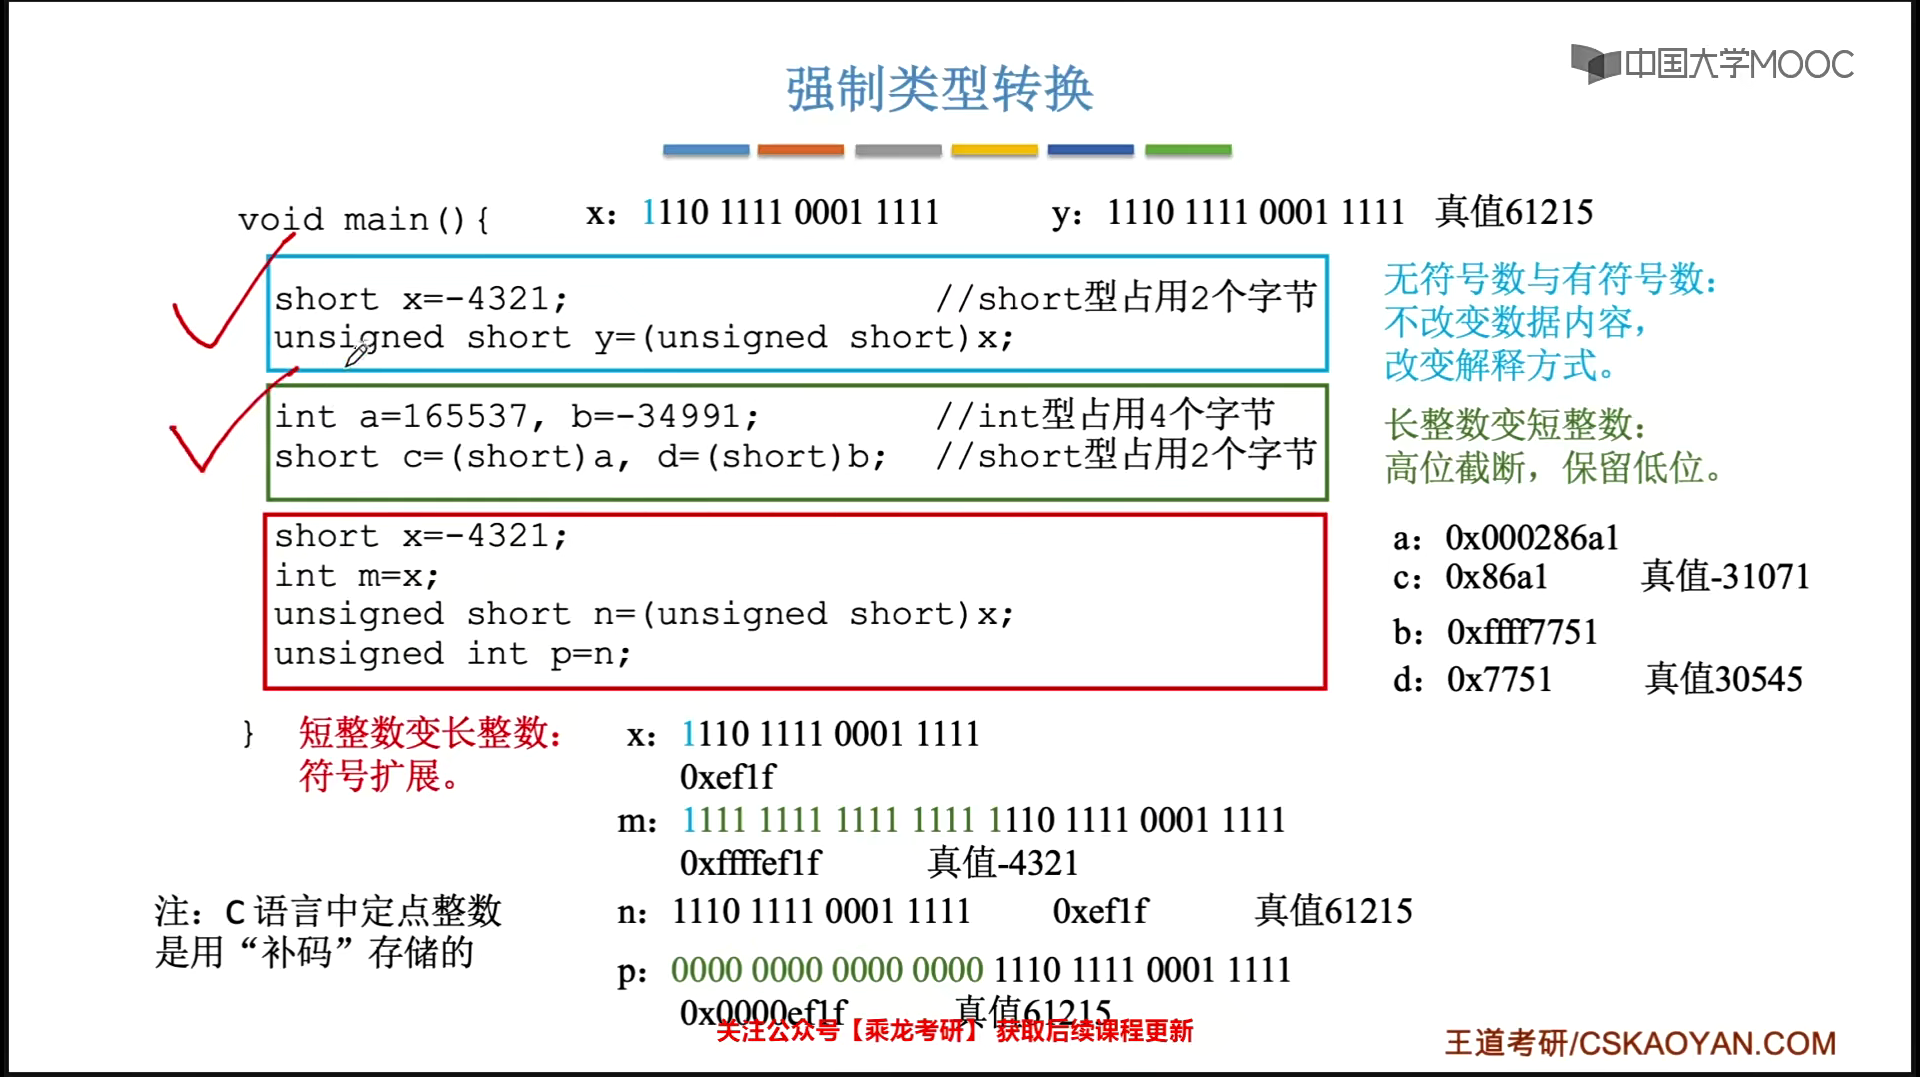 中国大学MOOC
强制类型转换
void main(){
x：1110 1111 0001 1111
y：1110 1111 0001 1111 真值61215
short x=-4321; //short型占用2个字节
unsigned short y=(unsigned short)x;
无符号数与有符号数：
不改变数据内容，
改变解释方式。
int a=165537, b=-34991; //int型占用4个字节
short c=(short)a, d=(short)b; //short型占用2个字节
长整数变短整数：
高位截断，保留低位。
short x=-4321;
int m=x;
unsigned short n=(unsigned short)x;
unsigned int p=n;
a：0x000286a1
c：0x86a1 真值-31071
b：0xffff7751
d：0x7751 真值30545
}
短整数变长整数：
符号扩展。
x：1110 1111 0001 1111
0xef1f
m：1111 1111 1111 1111 1110 1111 0001 1111
0xffffef1f 真值-4321
n：1110 1111 0001 1111 0xef1f 真值61215
p：0000 0000 0000 0000 1110 1111 0001 1111
0x0000ef1f 真值61215
注：C语言中定点整数
是用“补码”存储的
关注公众号【乘龙考研】 获取后续课程更新
王道考研/CSKAOYAN.COM